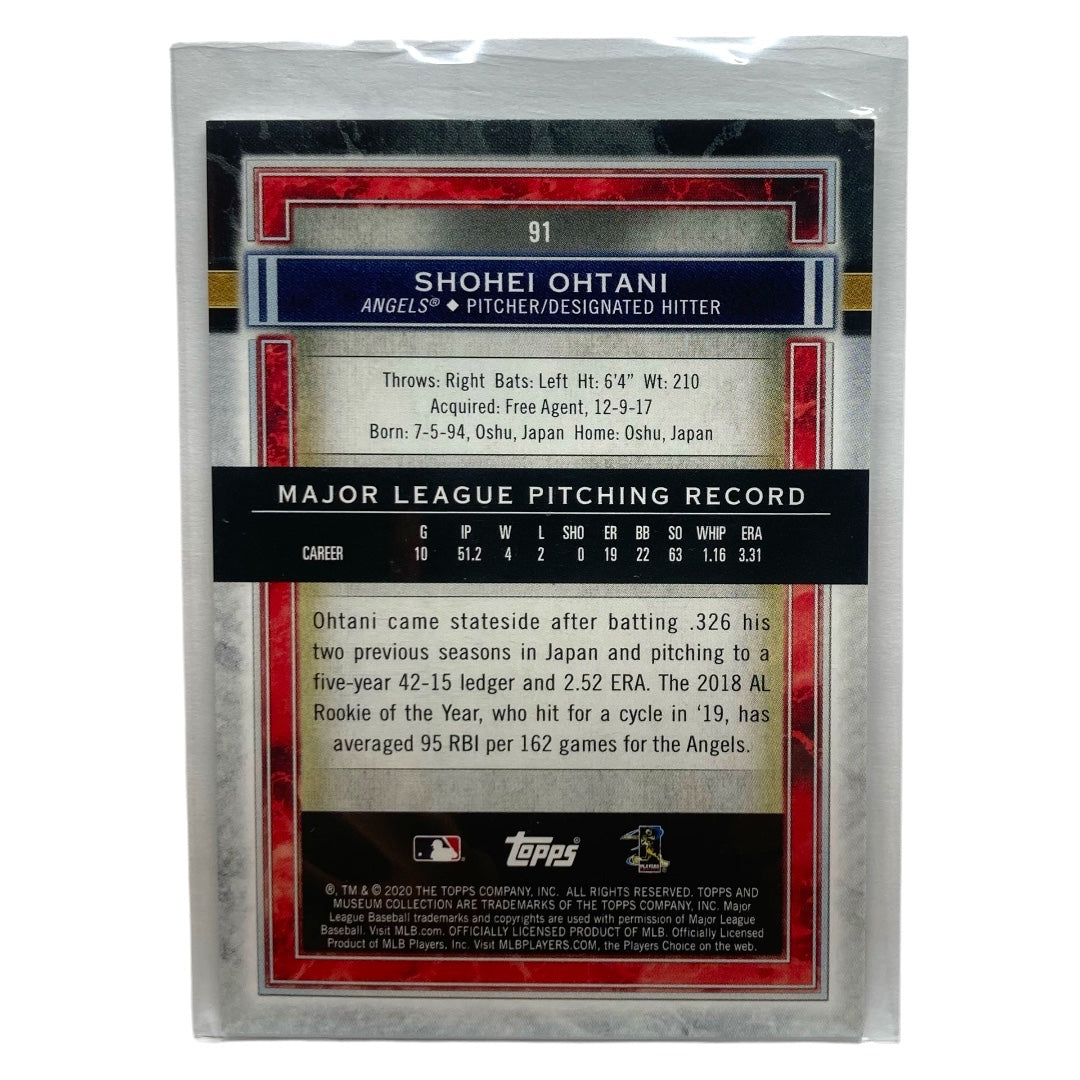 91
SHOHEI OHTANI
ANGELS® ◆ PITCHER/DESIGNATED HITTER
Throws: Right Bats: Left Ht: 6'4" Wt: 210
Acquired: Free Agent, 12-9-17
Born: 7-5-94, Oshu, Japan Home: Oshu, Japan
MAJOR LEAGUE PITCHING RECORD
G IP W L SHO ER BB SO WHIP ERA
CAREER 10 51.2 4 2 0 19 22 63 1.16 3.31
Ohtani came stateside after batting .326 his
two previous seasons in Japan and pitching to a
five-year 42-15 ledger and 2.52 ERA. The 2018 AL
Rookie of the Year, who hit for a cycle in ‘19, has
averaged 95 RBI per 162 games for the Angels.
topps® PLAYERS
®, TM & © 2020 THE TOPPS COMPANY, INC. ALL RIGHTS RESERVED. TOPPS AND
MUSEUM COLLECTION ARE TRADEMARKS OF THE TOPPS COMPANY, INC. Major
League Baseball trademarks and copyrights are used with permission of Major League
Baseball. Visit MLB.com. OFFICIALLY LICENSED PRODUCT OF MLB. Officially Licensed
Product of MLB Players, Inc. Visit MLBPLAYERS.COM, the Players Choice on the web.